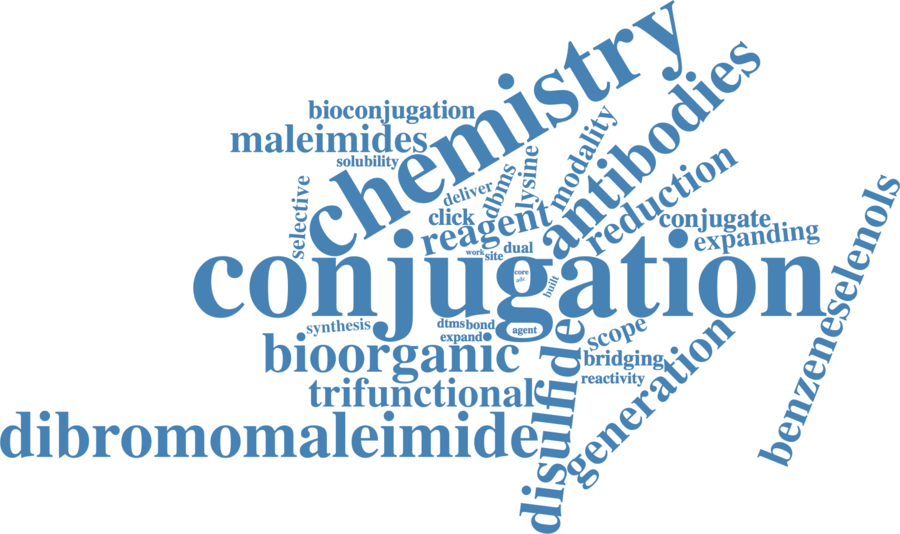 chemistry
antibodies
bioconjugation
maleimides
solubility
modality
lysine
dbms
deliver
selective
click
reagent
reduction
conjugate
expanding
benzeneselenols
work
site
dual
conjugation
core
adc
built
synthesis
dtms
bond
agent
expand
scope
bioorganic
disulfide
bridging
generation
reactivity
trifunctional
dibromomaleimide